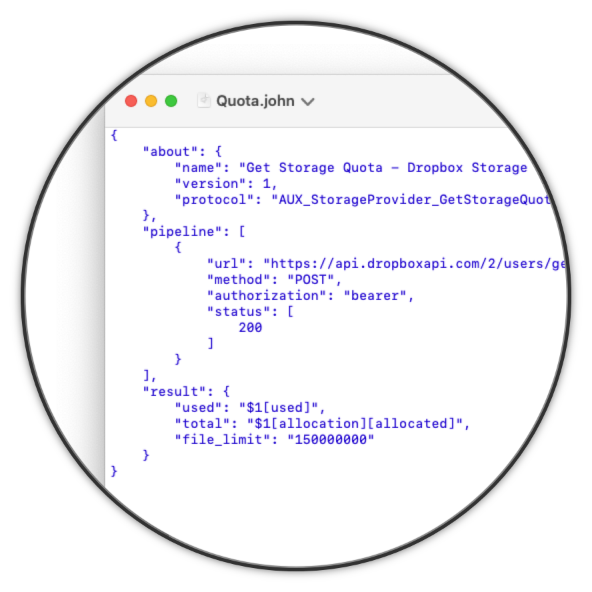 Quota.john
{
    "about": {
        "name": "Get Storage Quota – Dropbox Storage
        "version": 1,
        "protocol": "AUX_StorageProvider_GetStorageQuot
    },
    "pipeline": [
        {
            "url": "https://api.dropboxapi.com/2/users/ge
            "method": "POST",
            "authorization": "bearer",
            "status": [
                200
            ]
        }
    ],
    "result": {
        "used": "$1[used]",
        "total": "$1[allocation][allocated]",
        "file_limit": "150000000"
    }
}